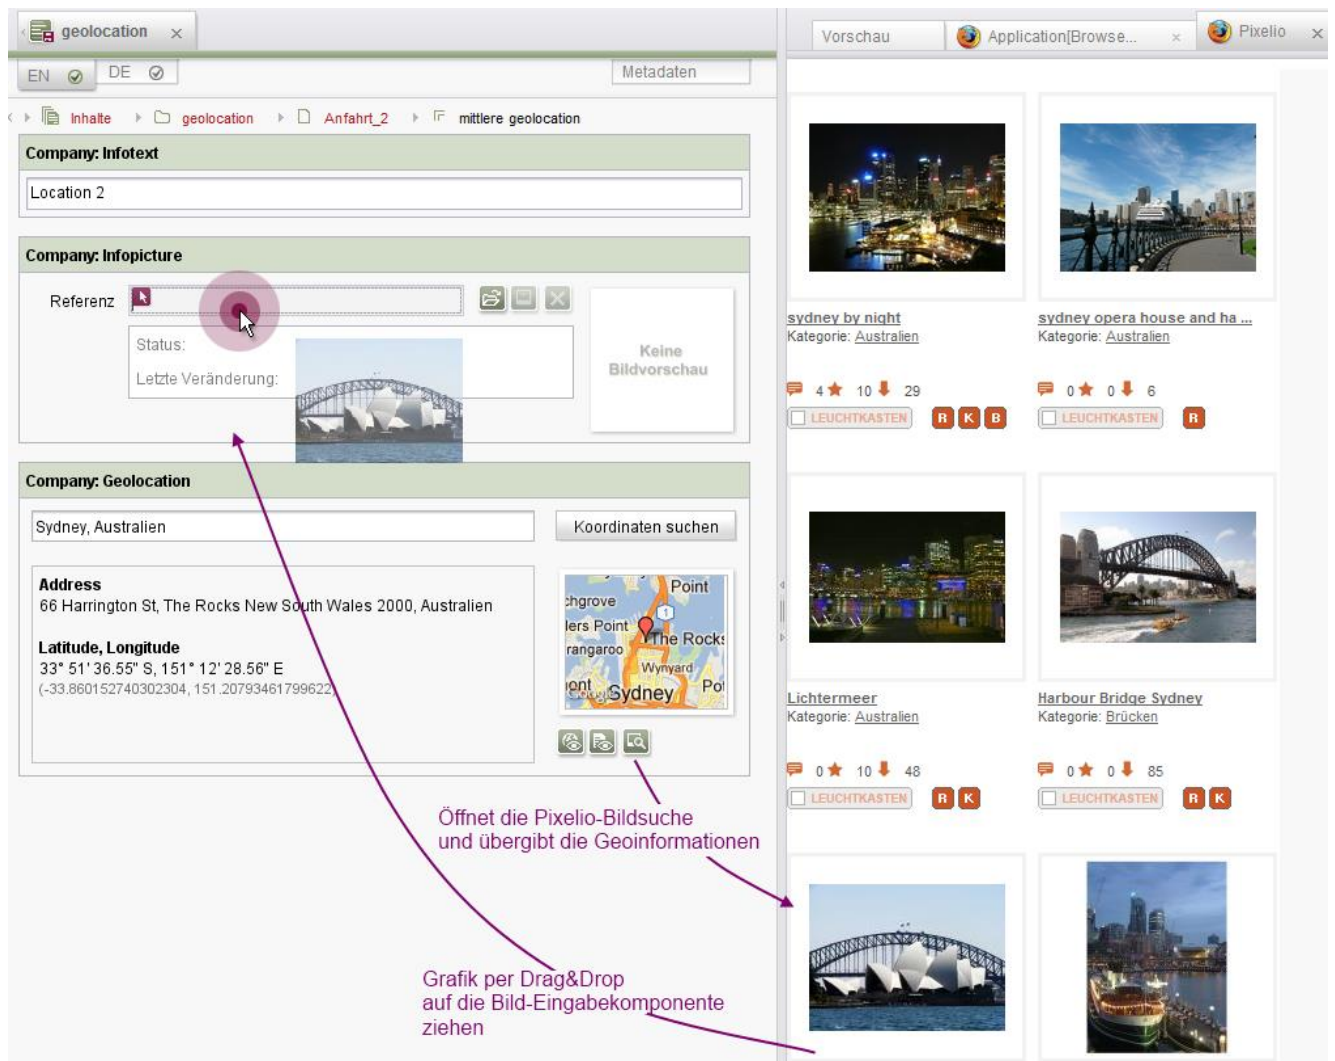 geolocation
Vorschau
Application[Browse...
Pixelio
EN
DE
Metadaten
Inhalte
geolocation
Anfahrt_2
mittlere geolocation
Company: Infotext
Location 2
Company: Infopicture
Referenz
Status:
Letzte Veränderung:
Keine
Bildvorschau
Company: Geolocation
Sydney, Australien
Koordinaten suchen
Address
66 Harrington St, The Rocks New South Wales 2000, Australien
Latitude, Longitude
33° 51' 36.55" S, 151° 12' 28.56" E
(-33.860152740302304, 151.20793461799622)
Point
chgrove
1
lers Point
The Rocks
rangaroo
Wynyard
Sydney
Öffnet die Pixelio-Bildsuche
und übergibt die Geoinformationen
Grafik per Drag&Drop
auf die Bild-Eingabekomponente
ziehen
sydney by night
Kategorie: Australien
4 10 29
LEUCHTKASTEN R K B
sydney opera house and ha ...
Kategorie: Australien
0 0 6
LEUCHTKASTEN R
Lichtermeer
Kategorie: Australien
0 10 48
LEUCHTKASTEN R K
Harbour Bridge Sydney
Kategorie: Brücken
0 0 85
LEUCHTKASTEN R K